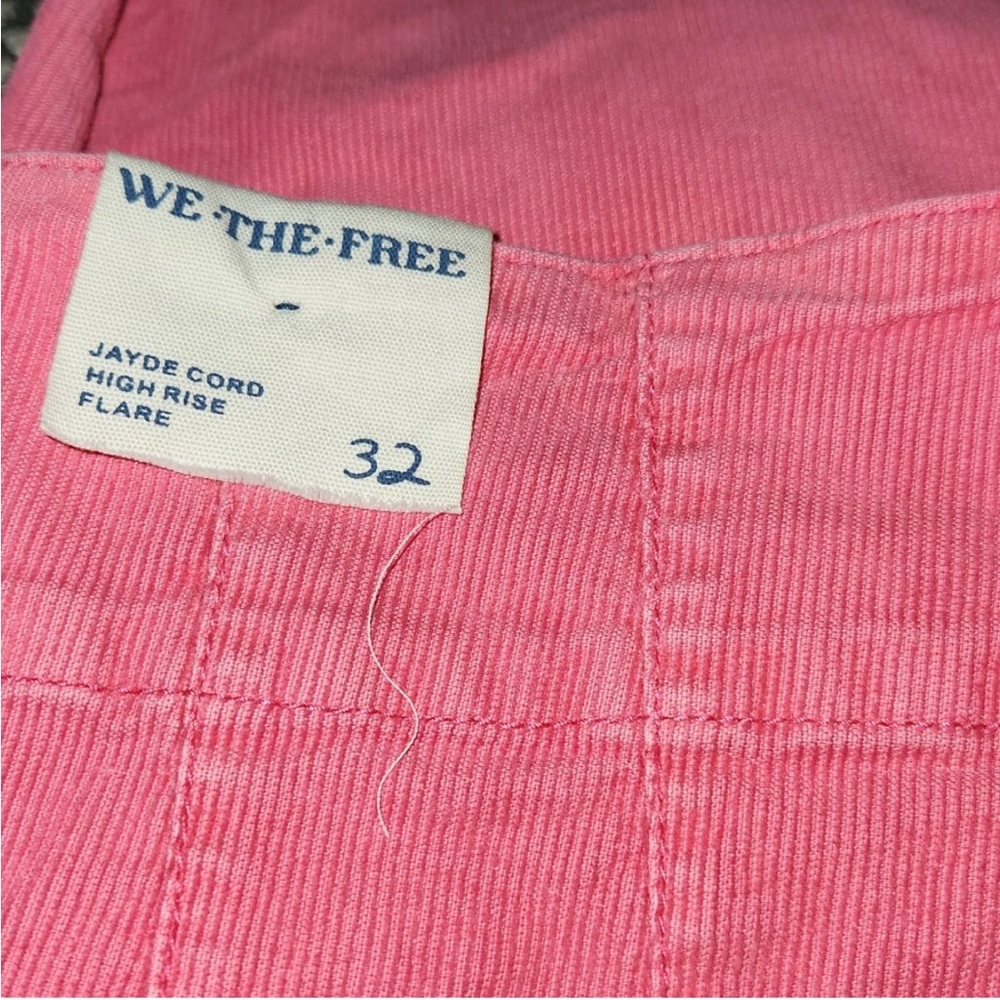 WE·THE·FREE
-
JAYDE CORD
HIGH RISE
FLARE
32